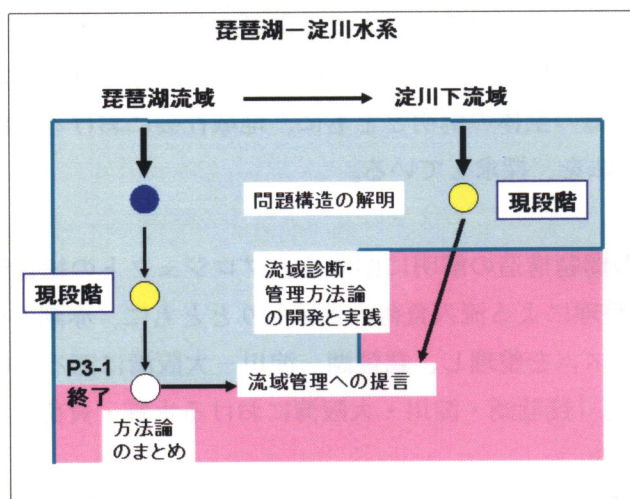 琵琶湖－淀川水系
琵琶湖流域
淀川下流域
問題構造の解明
現段階
流域診断・
管理方法論
の開発と実践
現段階
P3-1
終了
流域管理への提言
方法論
のまとめ